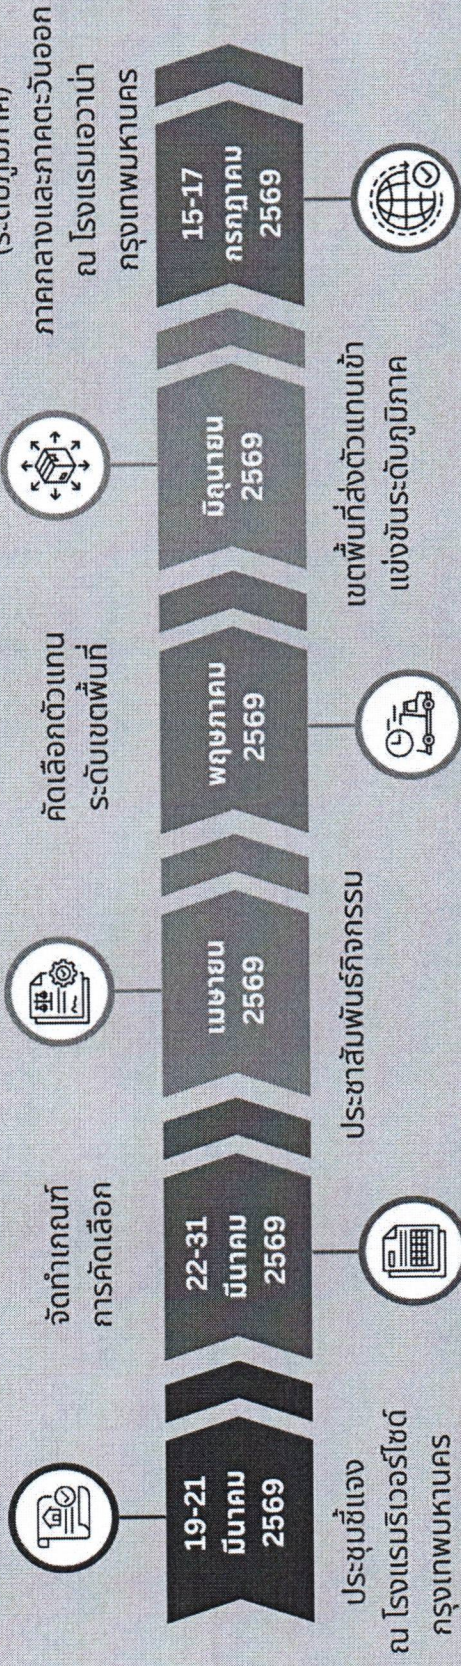 19-21
มีนาคม
2569
ประชุมชี้แจง
ณ โรงแรมริเวอร์ไซด์
กรุงเทพมหานคร
จัดทำเกณฑ์
การคัดเลือก
22-31
มีนาคม
2569
เมษายน
2569
ประชาสัมพันธ์กิจกรรม
คัดเลือกตัวแทน
ระดับเขตพื้นที่
พฤษภาคม
2569
มิถุนายน
2569
เขตพื้นที่ส่งตัวแทนเข้า
แข่งขันระดับภูมิภาค
(ระดับภูมิภาค)
ภาคกลางและภาคตะวันออก
ณ โรงแรมเอวาน่า
กรุงเทพมหานคร
15-17
กรกฎาคม
2569